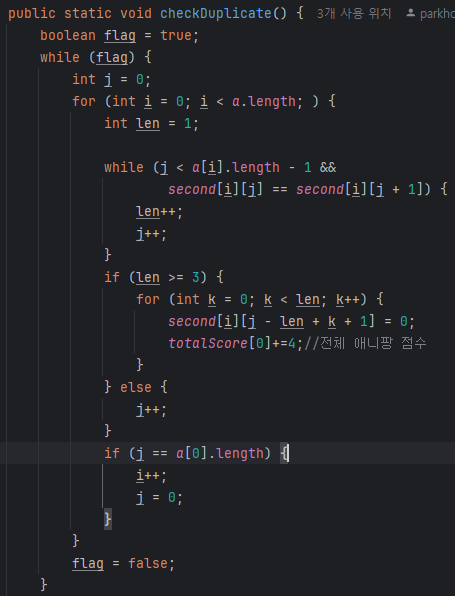 public static void checkDuplicate() { 3개 사용 위치 parkho
boolean flag = true;
while (flag) {
int j = 0;
for (int i = 0; i < a.length; ) {
int len = 1;
while (j < a[i].length - 1 &&
second[i][j] == second[i][j + 1]) {
len++;
j++;
}
if (len >= 3) {
for (int k = 0; k < len; k++) {
second[i][j - len + k + 1] = 0;
totalScore[0]+=4;//전체 애니팡 점수
}
} else {
j++;
}
if (j == a[0].length) {
i++;
j = 0;
}
}
flag = false;
}